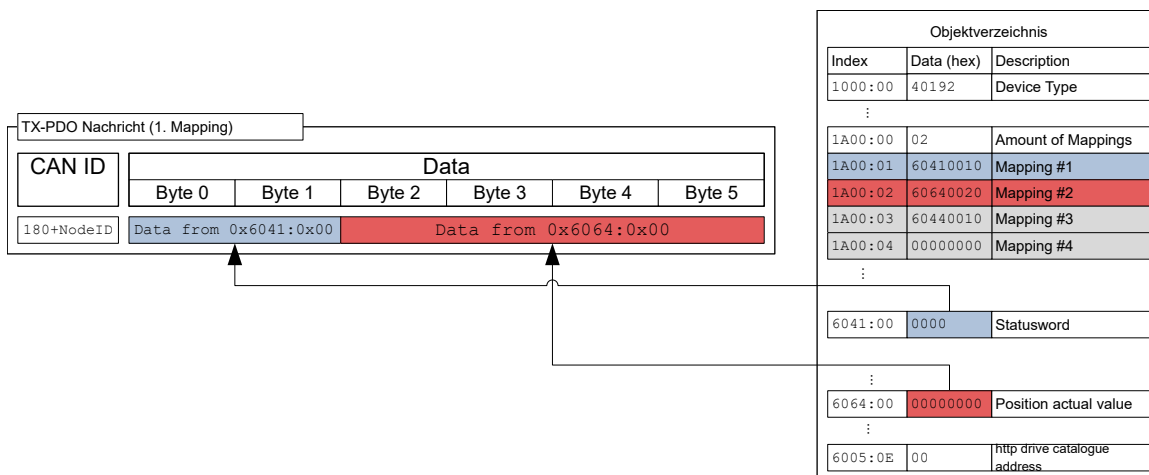 Objektverzeichnis
Index Data (hex) Description
1000:00 40192 Device Type
⋮
1A00:00 02 Amount of Mappings
1A00:01 60410010 Mapping #1
1A00:02 60640020 Mapping #2
1A00:03 60440010 Mapping #3
1A00:04 00000000 Mapping #4
⋮
6041:00 0000 Statusword
⋮
6064:00 00000000 Position actual value
⋮
6005:0E 00 http drive catalogue
address
TX-PDO Nachricht (1. Mapping)
CAN ID Data
Byte 0 Byte 1 Byte 2 Byte 3 Byte 4 Byte 5
180+NodeID Data from 0x6041:0x00 Data from 0x6064:0x00